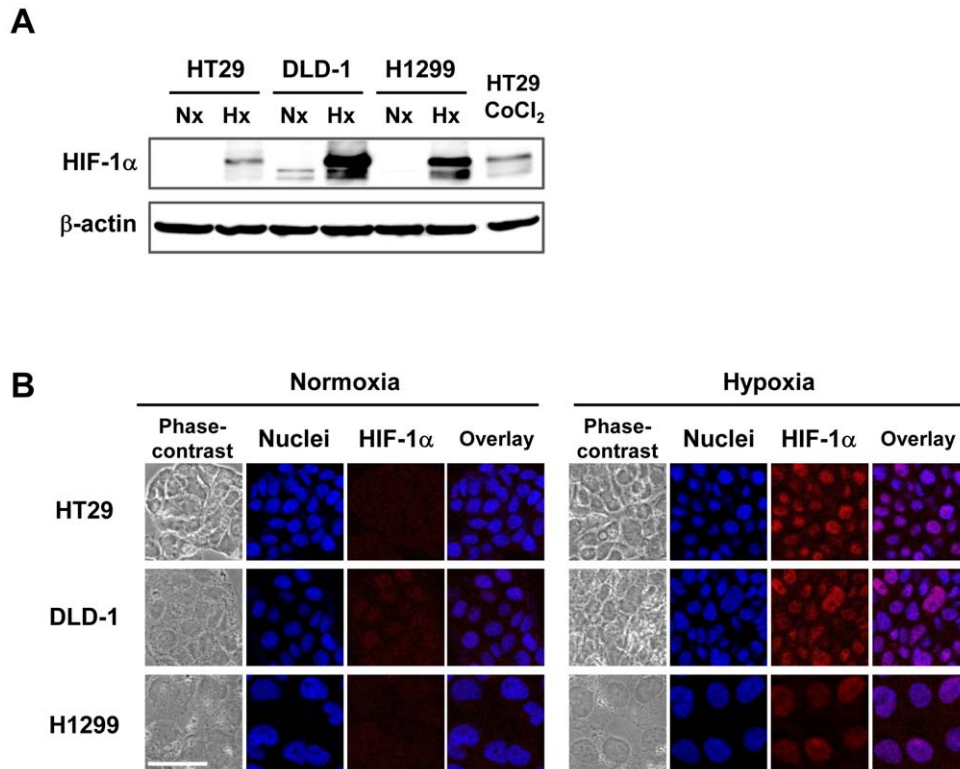 A
HT29 DLD-1 H1299 HT29
CoCl₂
Nx Hx Nx Hx Nx Hx
HIF-1α
β-actin
B
Normoxia Hypoxia
Phase-
contrast Nuclei HIF-1α Overlay Phase-
contrast Nuclei HIF-1α Overlay
HT29
DLD-1
H1299